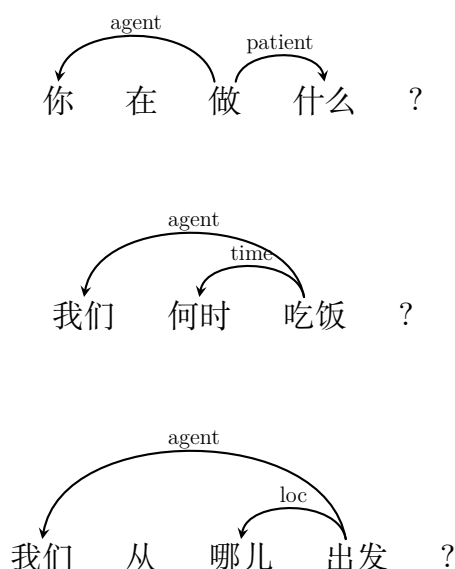 agent
patient
你 在 做 什么 ?
agent
time
我们 何时 吃饭 ?
agent
loc
我们 从 哪儿 出发 ?